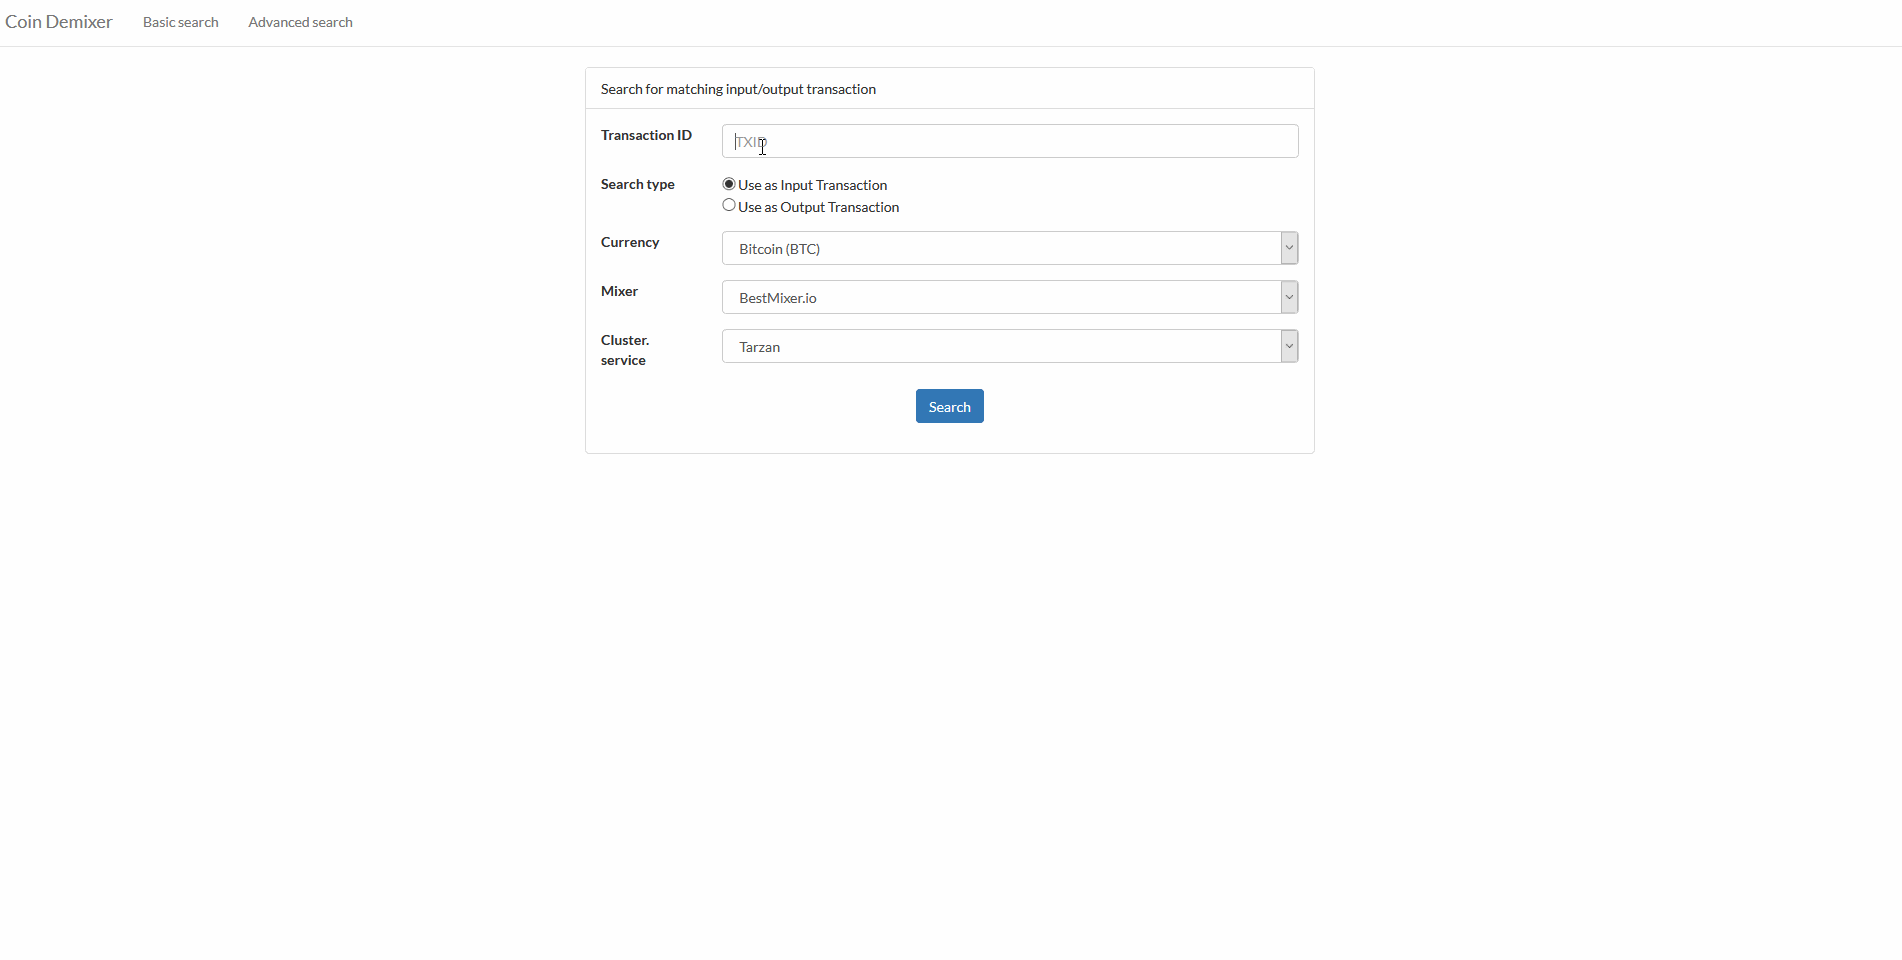 Coin Demixer Basic search Advanced search
Search for matching input/output transaction
Transaction ID TXID
Search type Use as Input Transaction
Use as Output Transaction
Currency Bitcoin (BTC)
Mixer BestMixer.io
Cluster. service Tarzan
Search